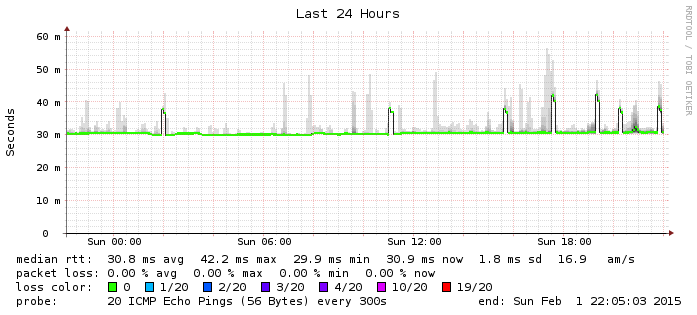 Last 24 Hours
RRDTOOL / TOBI OETIKER
Seconds
60 m
50 m
40 m
30 m
20 m
10 m
0
Sun 00:00 Sun 06:00 Sun 12:00 Sun 18:00
median rtt: 30.8 ms avg 42.2 ms max 29.9 ms min 30.9 ms now 1.8 ms sd 16.9 am/s
packet loss: 0.00 % avg 0.00 % max 0.00 % min 0.00 % now
loss color: 0 1/20 2/20 3/20 4/20 10/20 19/20
probe: 20 ICMP Echo Pings (56 Bytes) every 300s end: Sun Feb 1 22:05:03 2015